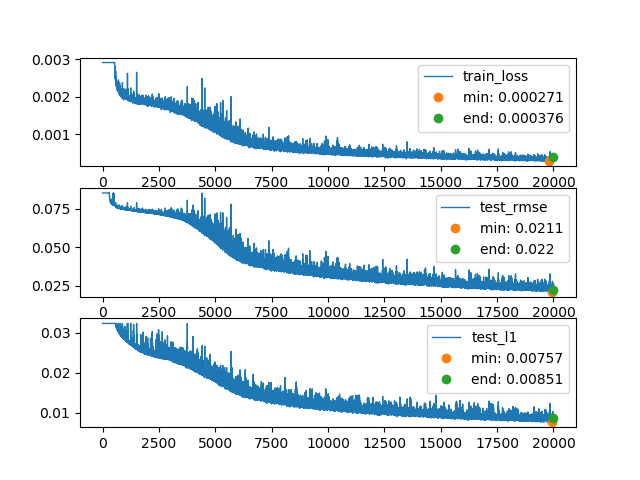 0.003
0.002
0.001
train_loss
min: 0.000271
end: 0.000376
0 2500 5000 7500 10000 12500 15000 17500 20000
0.075
0.050
0.025
test_rmse
min: 0.0211
end: 0.022
0 2500 5000 7500 10000 12500 15000 17500 20000
0.03
0.02
0.01
test_l1
min: 0.00757
end: 0.00851
0 2500 5000 7500 10000 12500 15000 17500 20000